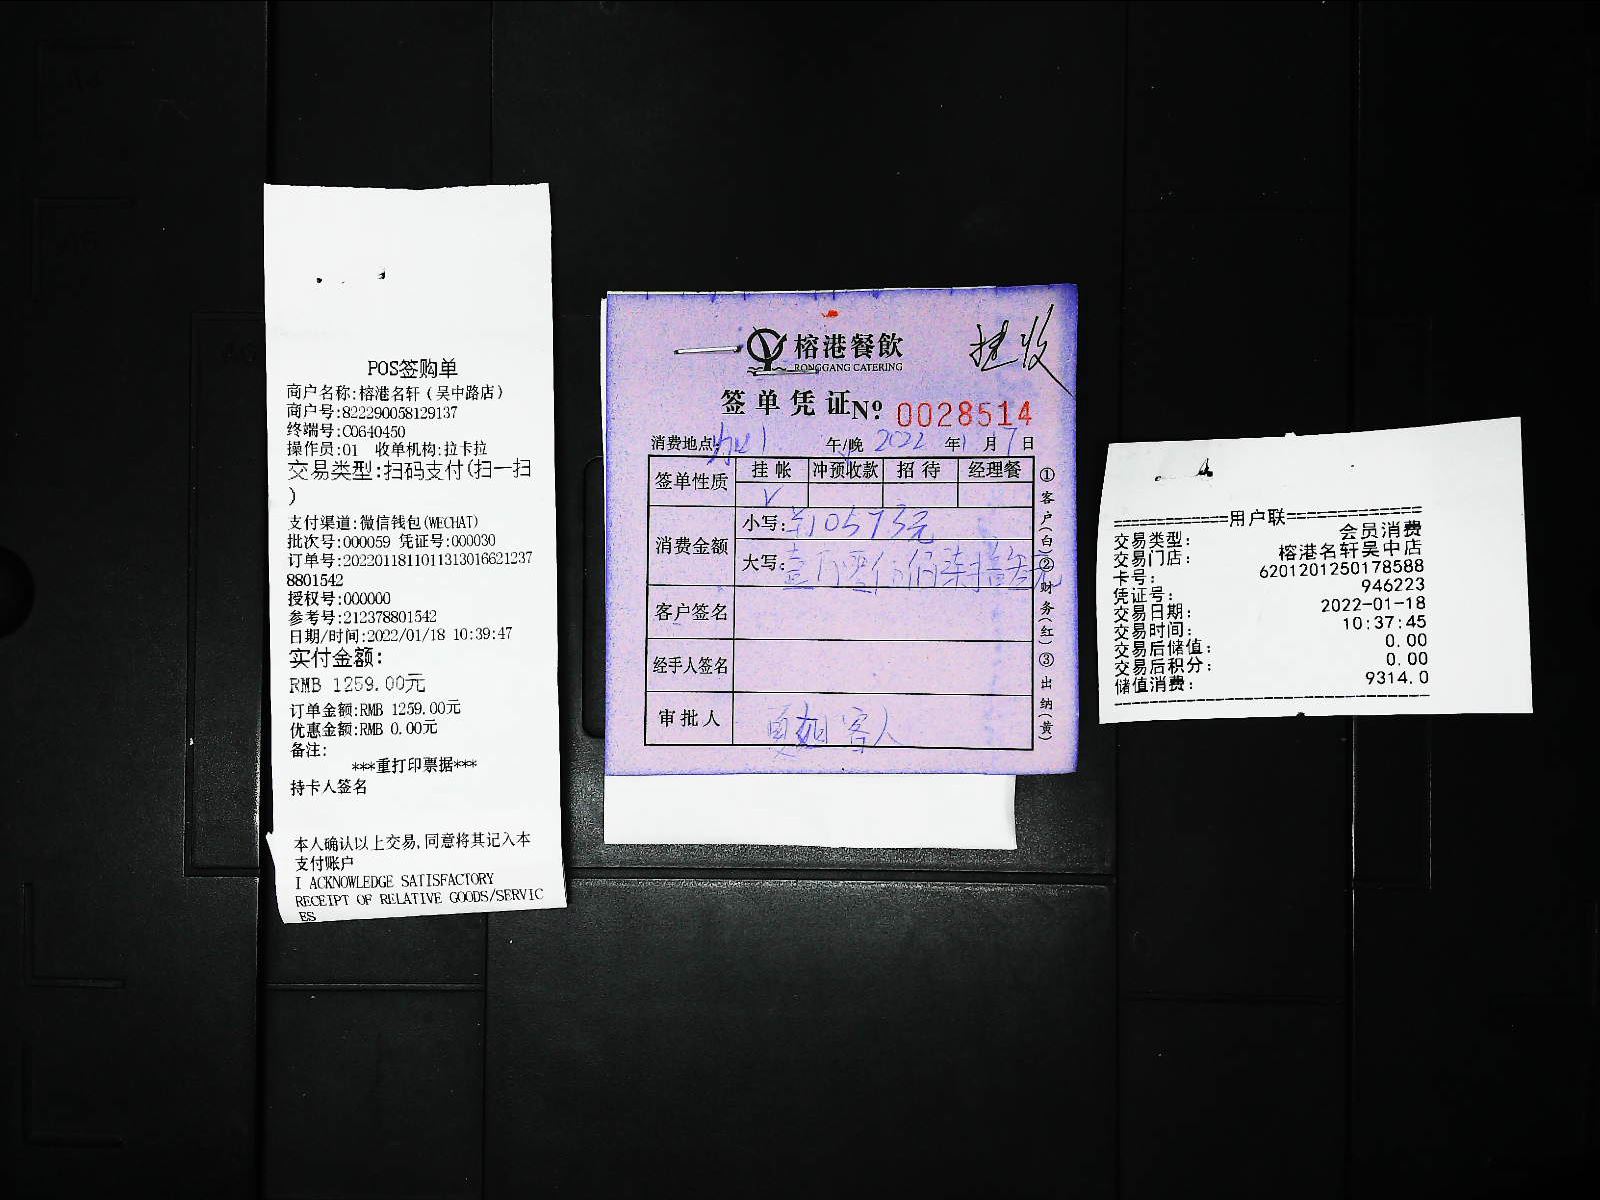 POS签购单
商户名称:榕港名轩（吴中路店）
商户号:822290058129137
终端号:C0640450
操作员:01 收单机构:拉卡拉
交易类型:扫码支付(扫一扫
)
支付渠道:微信钱包(WECHAT)
批次号:000059 凭证号:000030
订单号:20220118110113130166212​37
8801542
授权号:000000
参考号:212378801542
日期/时间:2022/01/18 10:39:47
实付金额:
RMB 1259.00元
订单金额:RMB 1259.00元
优惠金额:RMB 0.00元
备注:
***重打印票据***
持卡人签名
本人确认以上交易,同意将其记入本
支付账户
I ACKNOWLEDGE SATISFACTORY
RECEIPT OF RELATIVE GOODS/SERVIC
ES
榕港餐飲
RONGGANG CATERING
签单凭证 Nº 0028514
消费地点: 午/晚 2022 年 1 月 7 日
签单性质 挂帐 冲预收款 招待 经理餐
√
消费金额 小写: 10573元
大写:
客户签名
经手人签名
审批人 客人
①客户(白)②财务(红)③出纳(黄)
============用户联==============
交易类型: 会员消费
交易门店: 榕港名轩吴中店
卡号: 6201201250178588
凭证号: 946223
交易日期: 2022-01-18
交易时间: 10:37:45
交易后储值: 0.00
交易后积分: 0.00
储值消费: 9314.0